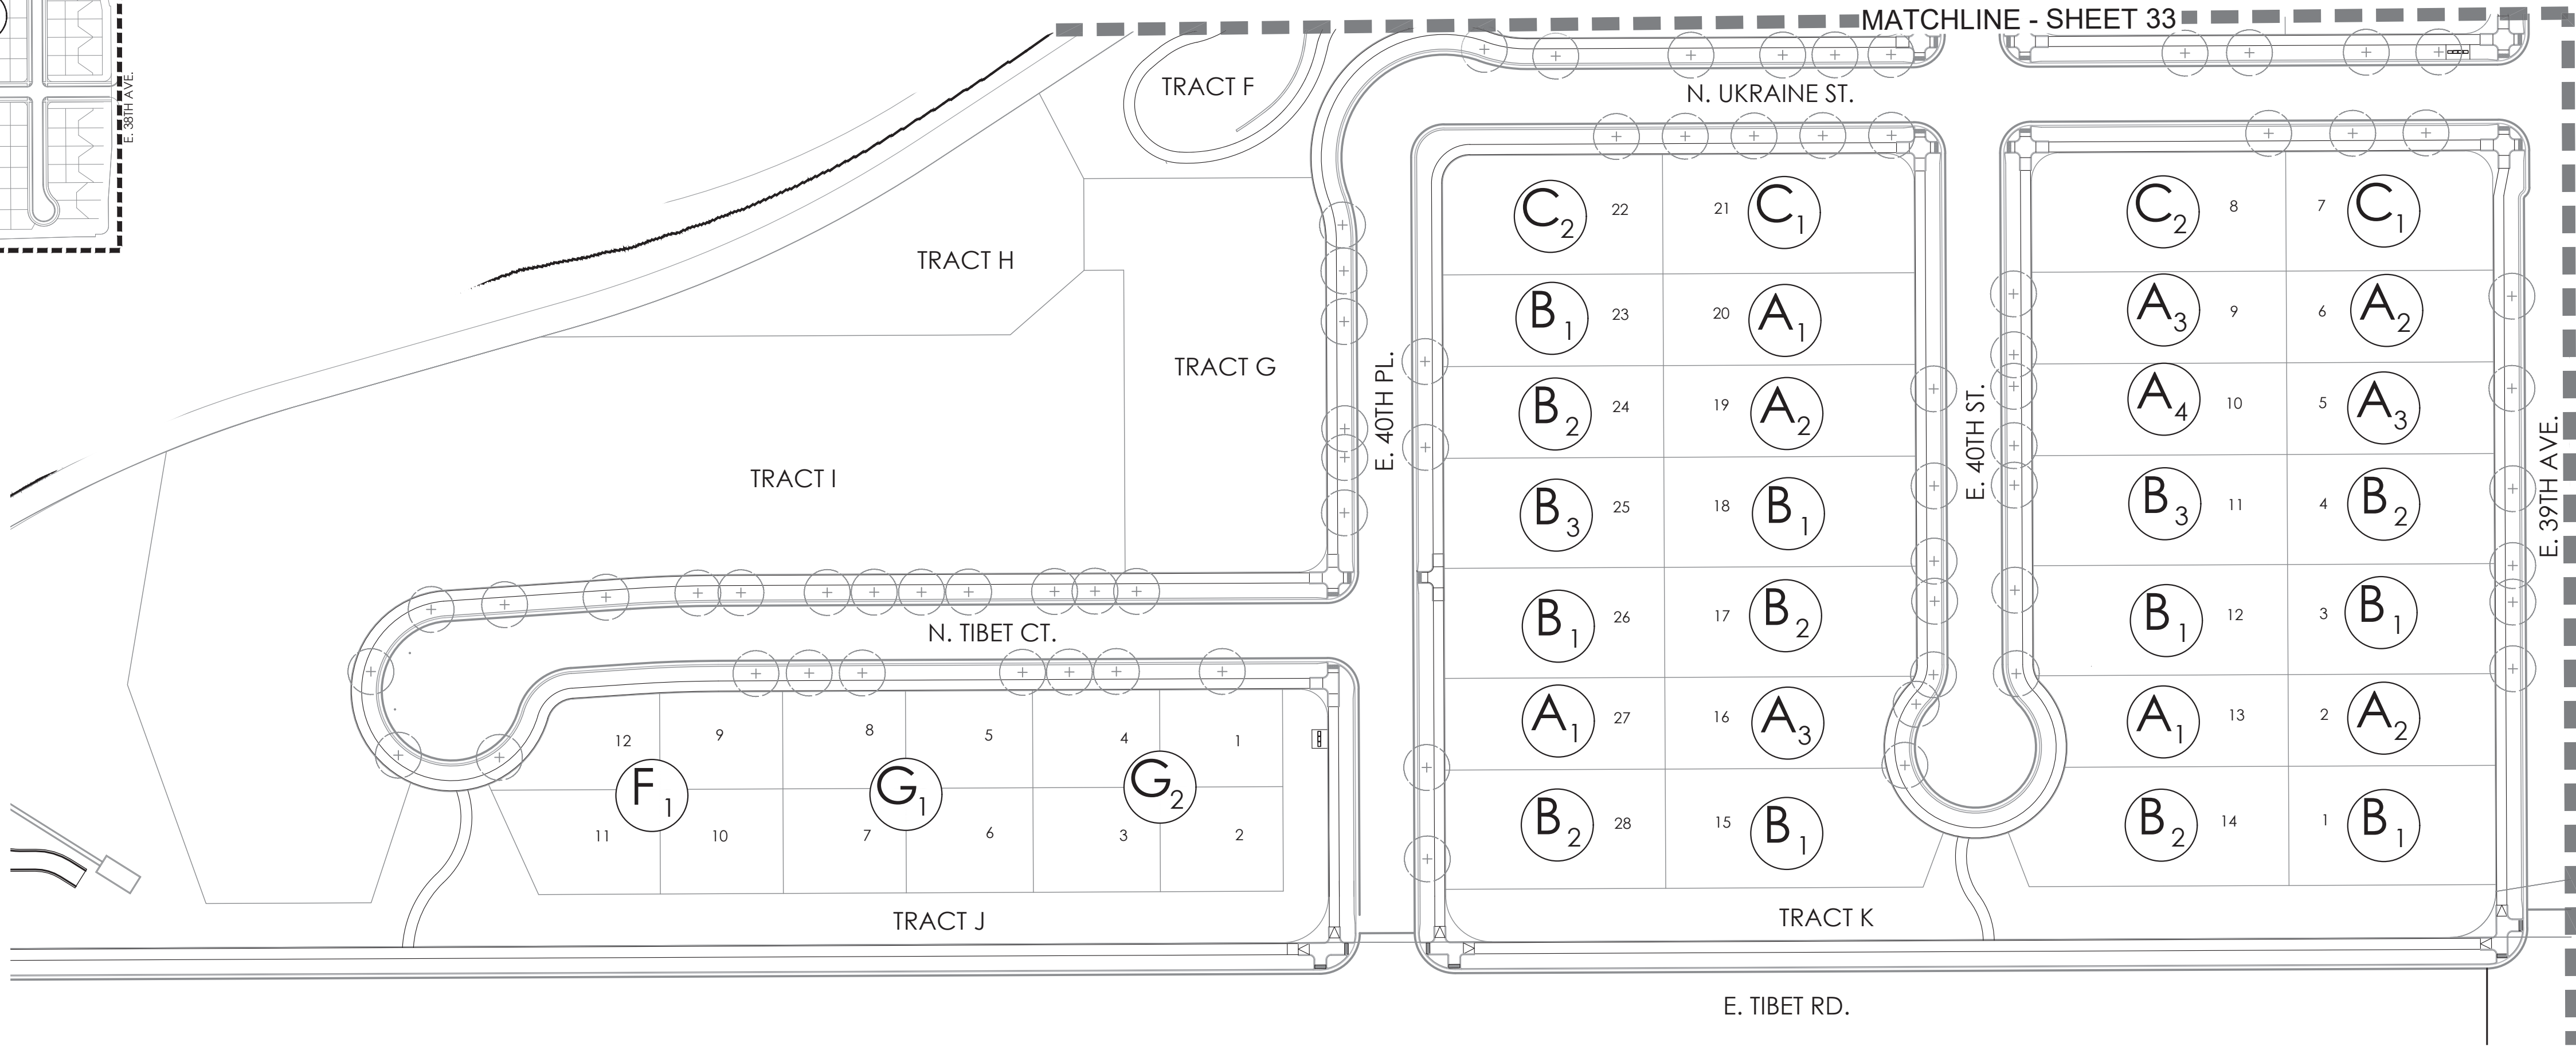 MATCHLINE - SHEET 33
E. 38TH AVE.
TRACT F
N. UKRAINE ST.
C2 22 21 C1
C2 8 7 C1
TRACT H
B1 23 20 A1
A3 9 6 A2
TRACT G
E. 40TH PL.
B2 24 19 A2
E. 40TH ST.
A4 10 5 A3
E. 39TH AVE.
TRACT I
B3 25 18 B1
B3 11 4 B2
N. TIBET CT.
B1 26 17 B2
B1 12 3 B1
A1 27 16 A3
A1 13 2 A2
12 9 8 5 4 1
F1 G1 G2
11 10 7 6 3 2
B2 28 15 B1
B2 14 1 B1
TRACT J
TRACT K
E. TIBET RD.